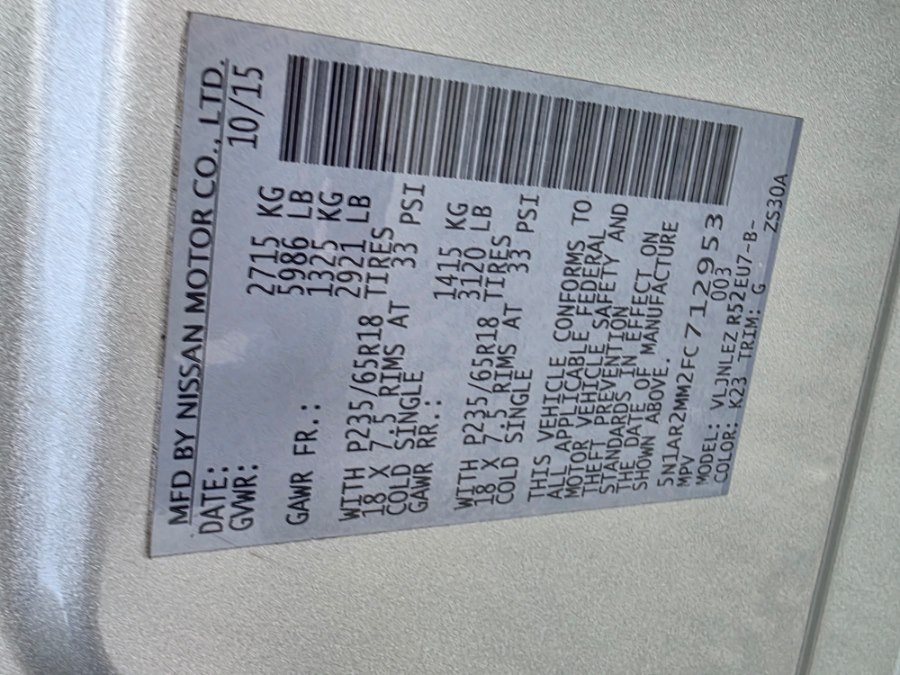 MFD BY NISSAN MOTOR CO., LTD.
DATE: 10/15
GVWR: 2715 KG
5986 LB
GAWR FR.: 1325 KG
2921 LB
WITH P235/65R18 TIRES
18 X 7.5 RIMS AT 33 PSI
COLD SINGLE
GAWR RR.: 1415 KG
3120 LB
WITH P235/65R18 TIRES
18 X 7.5 RIMS AT 33 PSI
COLD SINGLE
THIS VEHICLE CONFORMS TO
ALL APPLICABLE FEDERAL
MOTOR VEHICLE SAFETY AND
THEFT PREVENTION
STANDARDS IN EFFECT ON
THE DATE OF MANUFACTURE
SHOWN ABOVE.
5N1AR2MM2FC712953
MPV 003
MODEL: VLJNLEZ R52EU7-B-
COLOR: K23 TRIM: G ZS30A